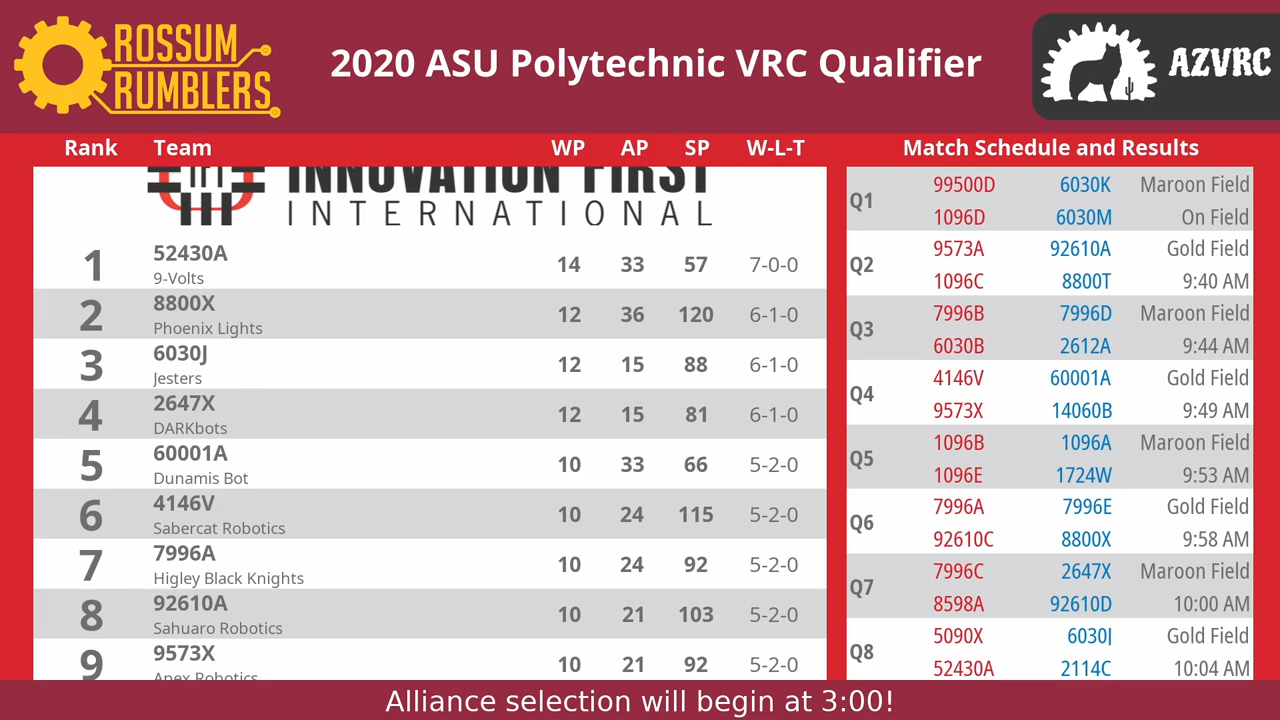 ROSSUM
RUMBLERS
2020 ASU Polytechnic VRC Qualifier
AZVRC
Rank Team WP AP SP W-L-T
INNOVATION FIRST
INTERNATIONAL
1 52430A 14 33 57 7-0-0
9-Volts
2 8800X 12 36 120 6-1-0
Phoenix Lights
3 6030J 12 15 88 6-1-0
Jesters
4 2647X 12 15 81 6-1-0
DARKbots
5 60001A 10 33 66 5-2-0
Dunamis Bot
6 4146V 10 24 115 5-2-0
Sabercat Robotics
7 7996A 10 24 92 5-2-0
Higley Black Knights
8 92610A 10 21 103 5-2-0
Sahuaro Robotics
9 9573X 10 21 92 5-2-0
Apex Robotics
Match Schedule and Results
Q1 99500D 6030K Maroon Field
1096D 6030M On Field
Q2 9573A 92610A Gold Field
1096C 8800T 9:40 AM
Q3 7996B 7996D Maroon Field
6030B 2612A 9:44 AM
Q4 4146V 60001A Gold Field
9573X 14060B 9:49 AM
Q5 1096B 1096A Maroon Field
1096E 1724W 9:53 AM
Q6 7996A 7996E Gold Field
92610C 8800X 9:58 AM
Q7 7996C 2647X Maroon Field
8598A 92610D 10:00 AM
Q8 5090X 6030J Gold Field
52430A 2114C 10:04 AM
Alliance selection will begin at 3:00!